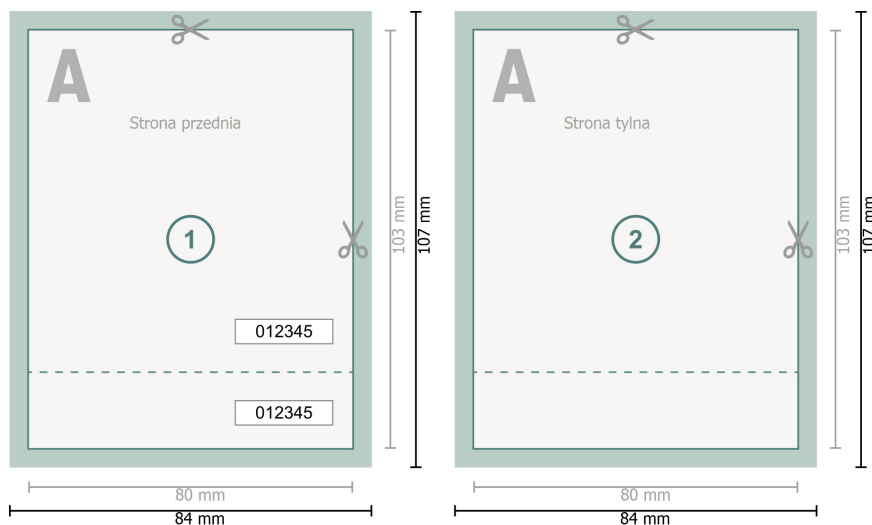 A
Strona przednia
1
012345
012345
103 mm
107 mm
80 mm
84 mm
A
Strona tylna
2
103 mm
107 mm
80 mm
84 mm